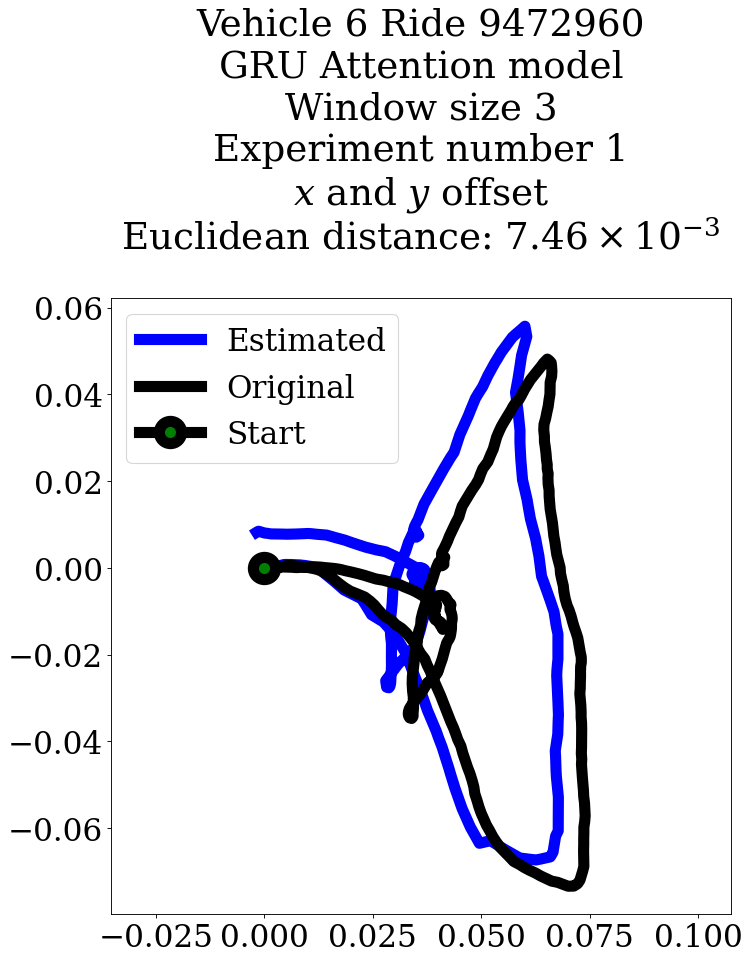 Vehicle 6 Ride 9472960
GRU Attention model
Window size 3
Experiment number 1
x and y offset
Euclidean distance: 7.46 × 10⁻³
0.06
0.04
0.02
0.00
−0.02
−0.04
−0.06
Estimated
Original
Start
−0.025 0.000 0.025 0.050 0.075 0.100